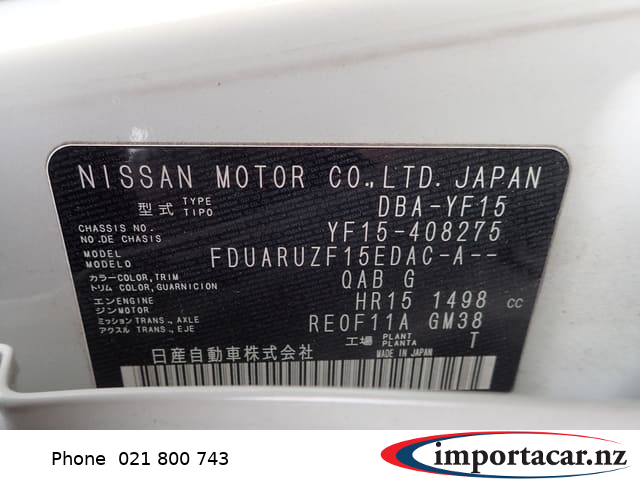 NISSAN MOTOR CO.,LTD. JAPAN
型式 TYPE TIPO DBA-YF15
CHASSIS NO. NO.DE CHASSIS YF15-408275
MODEL MODELO FDUARUZF15EDAC-A--
カラー COLOR,TRIM トリム COLOR,GUARNICION QAB G
エンジン ENGINE MOTOR HR15 1498 CC
ミッション TRANS., AXLE アクスル TRANS., EJE RE0F11A GM38
工場 PLANT PLANTA T
日産自動車株式会社 MADE IN JAPAN
Phone 021 800 743
importacar.nz